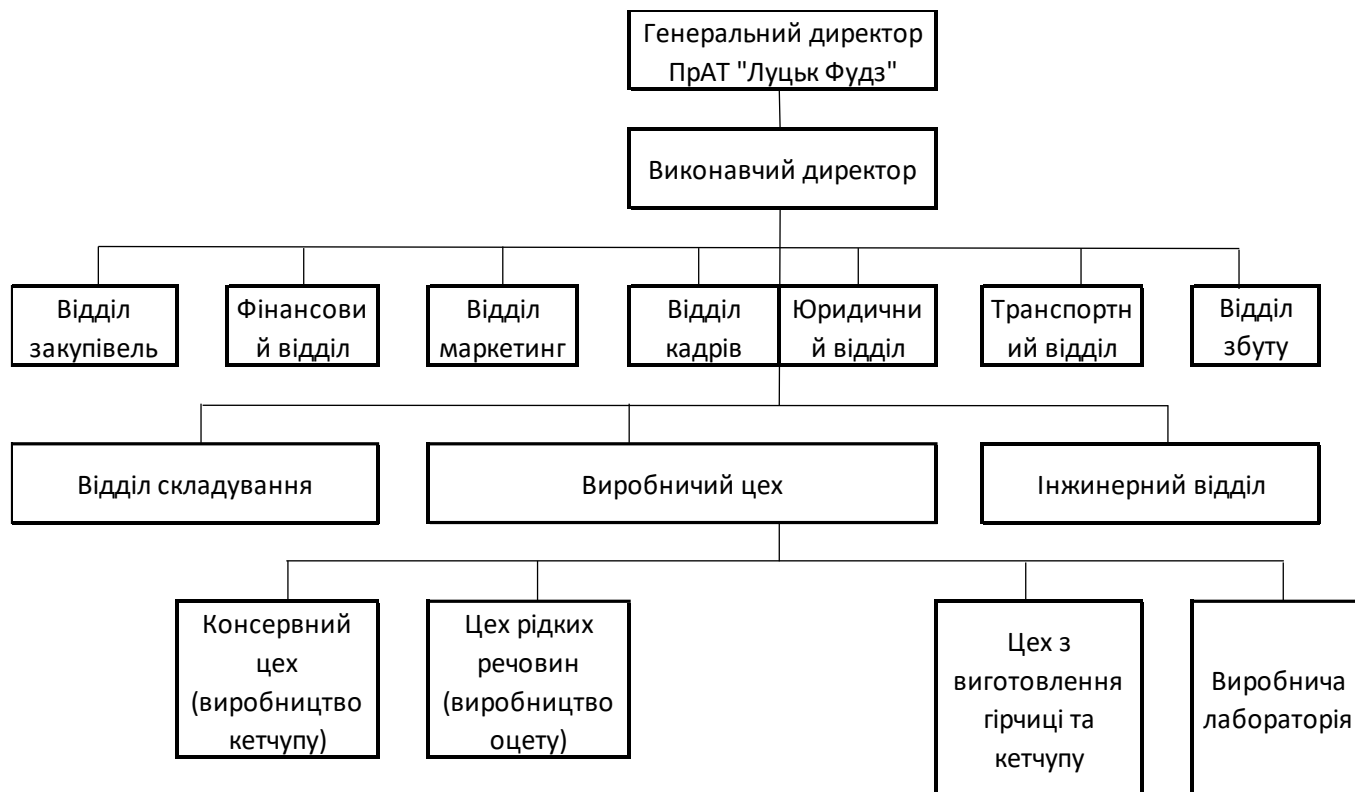 Генеральний директор
ПрАТ "Луцьк Фудз"
Виконавчий директор
Відділ
закупівель
Фінансови
й відділ
Відділ
маркетинг
Відділ
кадрів
Юридични
й відділ
Транспортн
ий відділ
Відділ
збуту
Відділ складування
Виробничий цех
Інжинерний відділ
Консервний
цех
(виробництво
кетчупу)
Цех рідких
речовин
(виробництво
оцету)
Цех з
виготовлення
гірчиці та
кетчупу
Виробнича
лабораторія